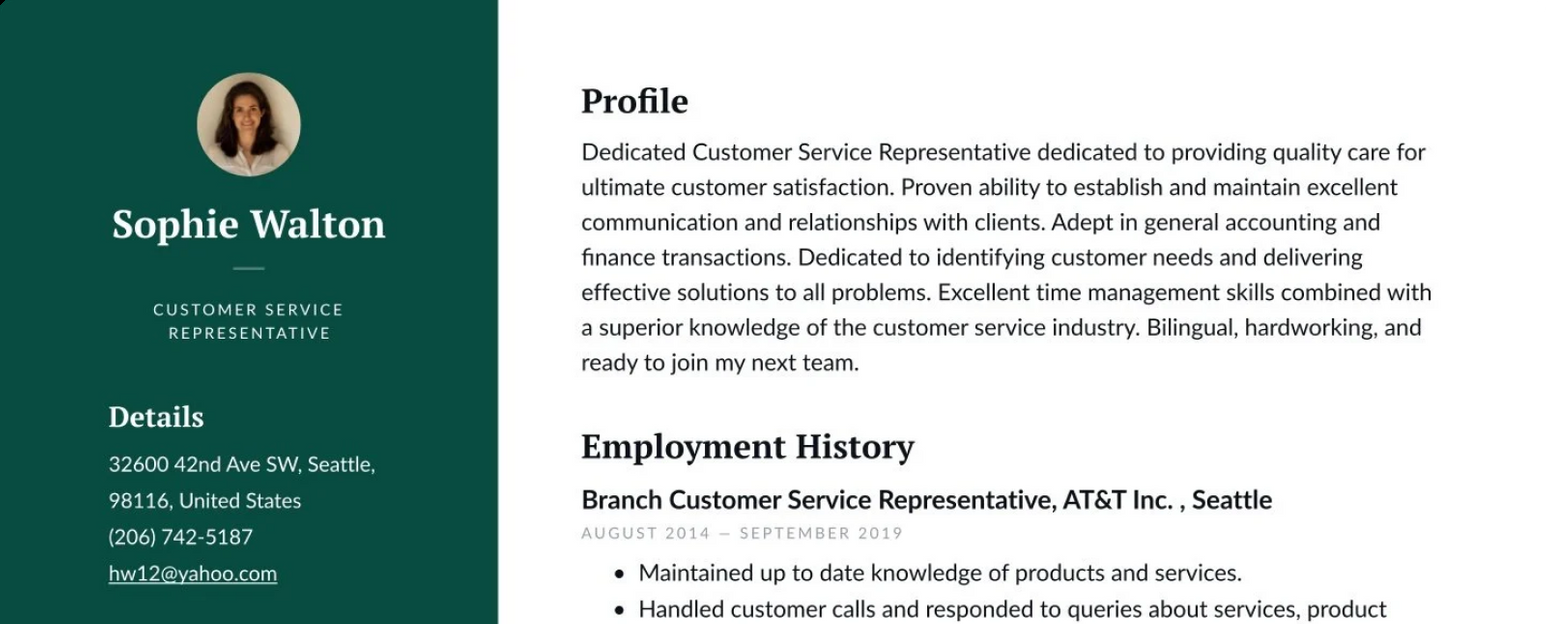 Sophie Walton
CUSTOMER SERVICE
REPRESENTATIVE
Details
32600 42nd Ave SW, Seattle,
98116, United States
(206) 742-5187
hw12@yahoo.com
Profile
Dedicated Customer Service Representative dedicated to providing quality care for
ultimate customer satisfaction. Proven ability to establish and maintain excellent
communication and relationships with clients. Adept in general accounting and
finance transactions. Dedicated to identifying customer needs and delivering
effective solutions to all problems. Excellent time management skills combined with
a superior knowledge of the customer service industry. Bilingual, hardworking, and
ready to join my next team.
Employment History
Branch Customer Service Representative, AT&T Inc. , Seattle
AUGUST 2014 — SEPTEMBER 2019
• Maintained up to date knowledge of products and services.
• Handled customer calls and responded to queries about services, product